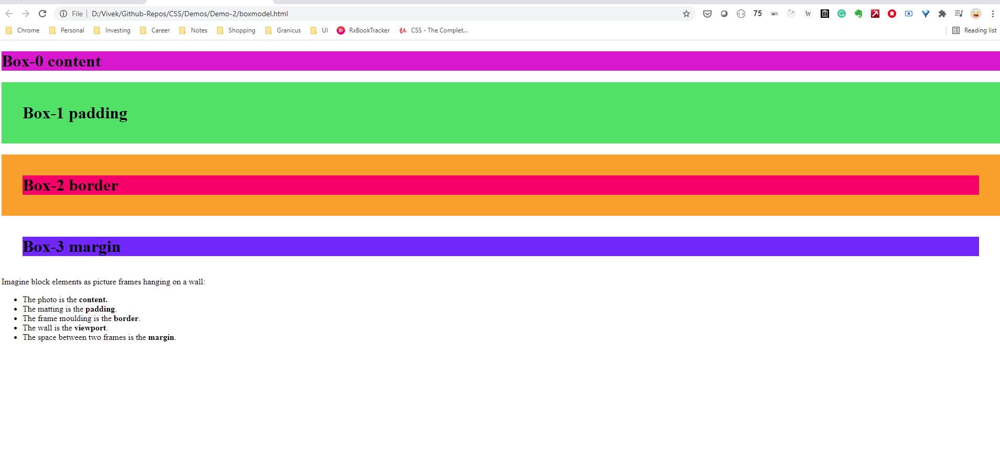 File | D:/Vivek/Github-Repos/CSS/Demos/Demo-2/boxmodel.html 75 W
Chrome Personal Investing Career Notes Shopping Granicus UI RxBookTracker CSS - The Complet... Reading list
Box-0 content
Box-1 padding
Box-2 border
Box-3 margin
Imagine block elements as picture frames hanging on a wall:
• The photo is the content.
• The matting is the padding.
• The frame moulding is the border.
• The wall is the viewport.
• The space between two frames is the margin.